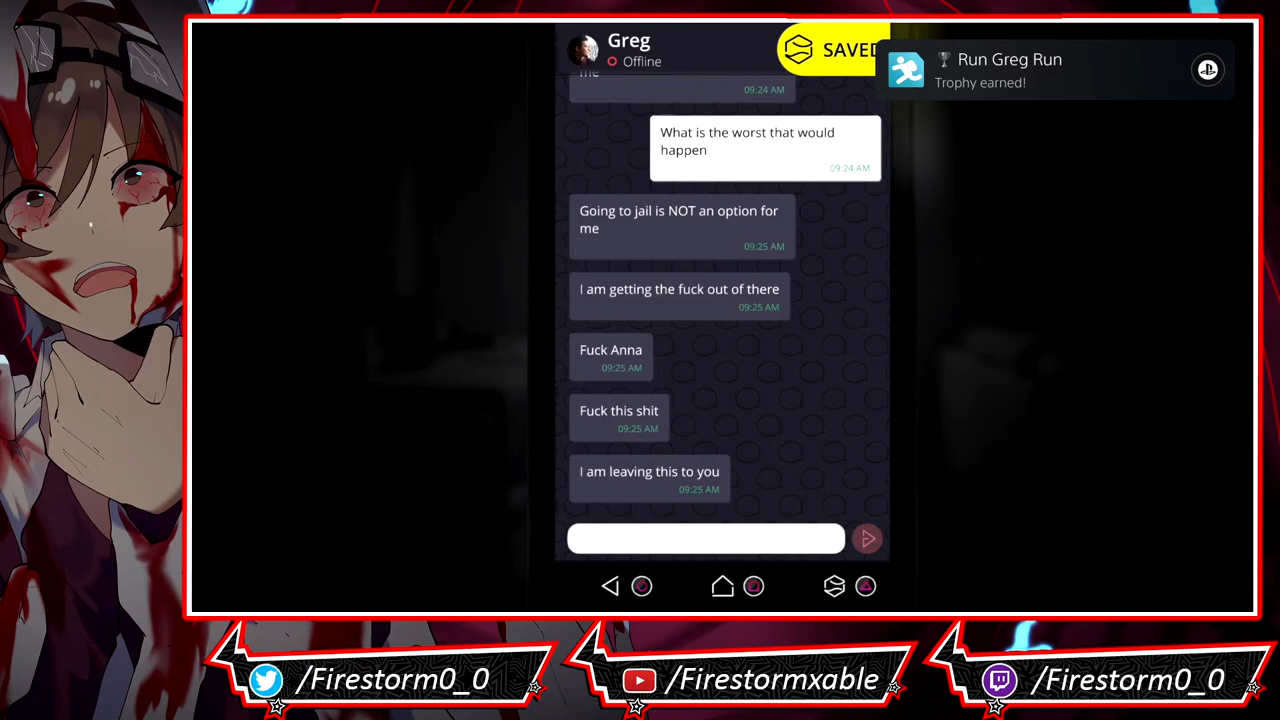 Greg
Offline
SAVED
Run Greg Run
Trophy earned!
me
09:24 AM
What is the worst that would
happen
09:24 AM
Going to jail is NOT an option for
me
09:25 AM
I am getting the fuck out of there
09:25 AM
Fuck Anna
09:25 AM
Fuck this shit
09:25 AM
I am leaving this to you
09:25 AM
/Firestorm0_0
/Firestormxable
/Firestorm0_0